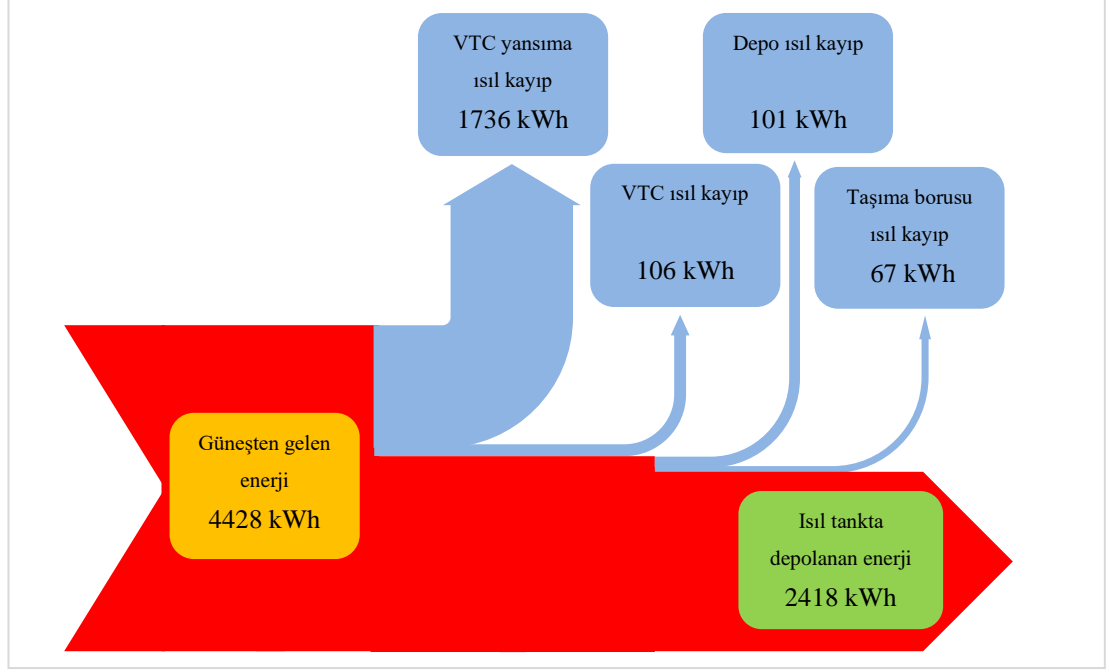 VTC yansıma
ısıl kayıp
1736 kWh
Depo ısıl kayıp
101 kWh
VTC ısıl kayıp
106 kWh
Taşıma borusu
ısıl kayıp
67 kWh
Güneşten gelen
enerji
4428 kWh
Isıl tankta
depolanan enerji
2418 kWh